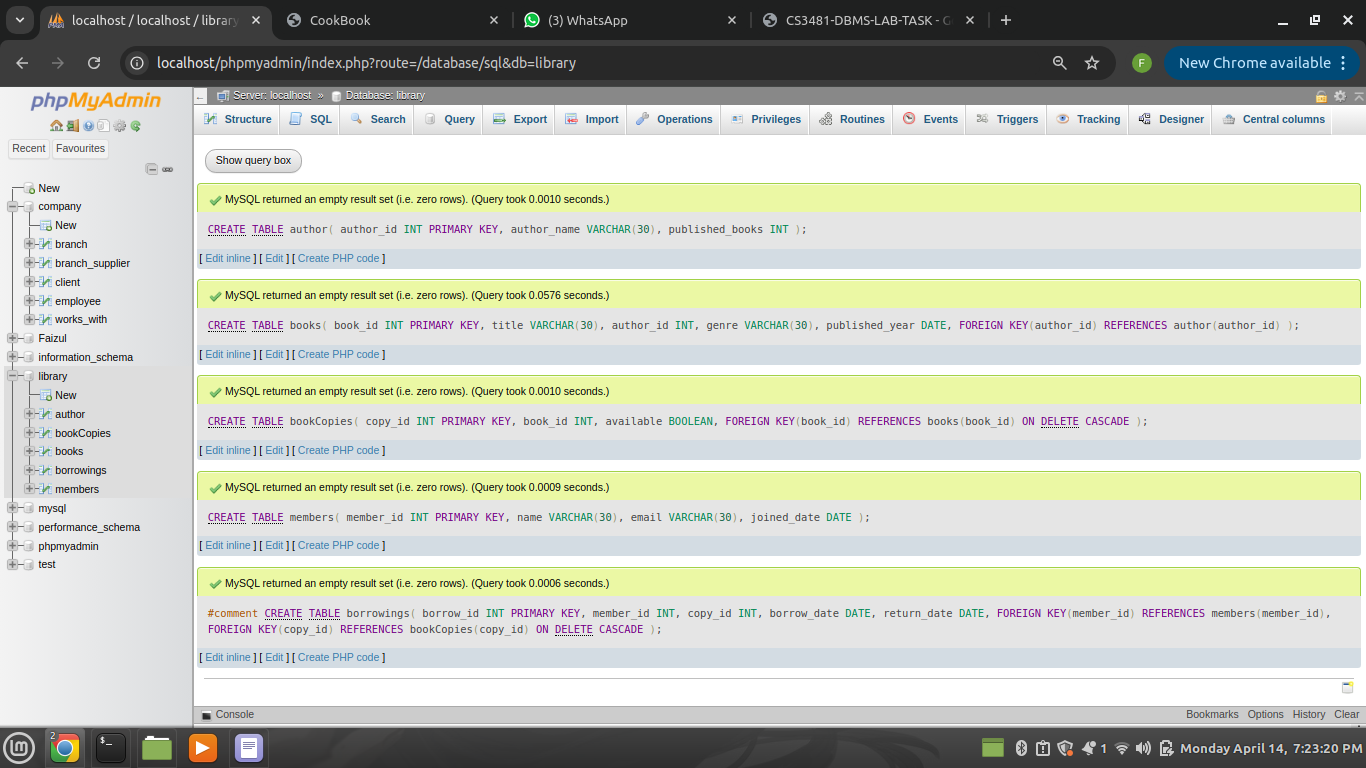 localhost / localhost / library
CookBook
(3) WhatsApp
CS3481-DBMS-LAB-TASK - G
localhost/phpmyadmin/index.php?route=/database/sql&db=library
F
New Chrome available
phpMyAdmin
Recent
Favourites
New
company
New
branch
branch_supplier
client
employee
works_with
Faizul
information_schema
library
New
author
bookCopies
books
borrowings
members
mysql
performance_schema
phpmyadmin
test
Server: localhost » Database: library
Structure
SQL
Search
Query
Export
Import
Operations
Privileges
Routines
Events
Triggers
Tracking
Designer
Central columns
Show query box
MySQL returned an empty result set (i.e. zero rows). (Query took 0.0010 seconds.)
CREATE TABLE author( author_id INT PRIMARY KEY, author_name VARCHAR(30), published_books INT );
[ Edit inline ] [ Edit ] [ Create PHP code ]
MySQL returned an empty result set (i.e. zero rows). (Query took 0.0576 seconds.)
CREATE TABLE books( book_id INT PRIMARY KEY, title VARCHAR(30), author_id INT, genre VARCHAR(30), published_year DATE, FOREIGN KEY(author_id) REFERENCES author(author_id) );
[ Edit inline ] [ Edit ] [ Create PHP code ]
MySQL returned an empty result set (i.e. zero rows). (Query took 0.0010 seconds.)
CREATE TABLE bookCopies( copy_id INT PRIMARY KEY, book_id INT, available BOOLEAN, FOREIGN KEY(book_id) REFERENCES books(book_id) ON DELETE CASCADE );
[ Edit inline ] [ Edit ] [ Create PHP code ]
MySQL returned an empty result set (i.e. zero rows). (Query took 0.0009 seconds.)
CREATE TABLE members( member_id INT PRIMARY KEY, name VARCHAR(30), email VARCHAR(30), joined_date DATE );
[ Edit inline ] [ Edit ] [ Create PHP code ]
MySQL returned an empty result set (i.e. zero rows). (Query took 0.0006 seconds.)
#comment CREATE TABLE borrowings( borrow_id INT PRIMARY KEY, member_id INT, copy_id INT, borrow_date DATE, return_date DATE, FOREIGN KEY(member_id) REFERENCES members(member_id),
FOREIGN KEY(copy_id) REFERENCES bookCopies(copy_id) ON DELETE CASCADE );
[ Edit inline ] [ Edit ] [ Create PHP code ]
Console
Bookmarks
Options
History
Clear
2
$_
1
Monday April 14, 7:23:20 PM